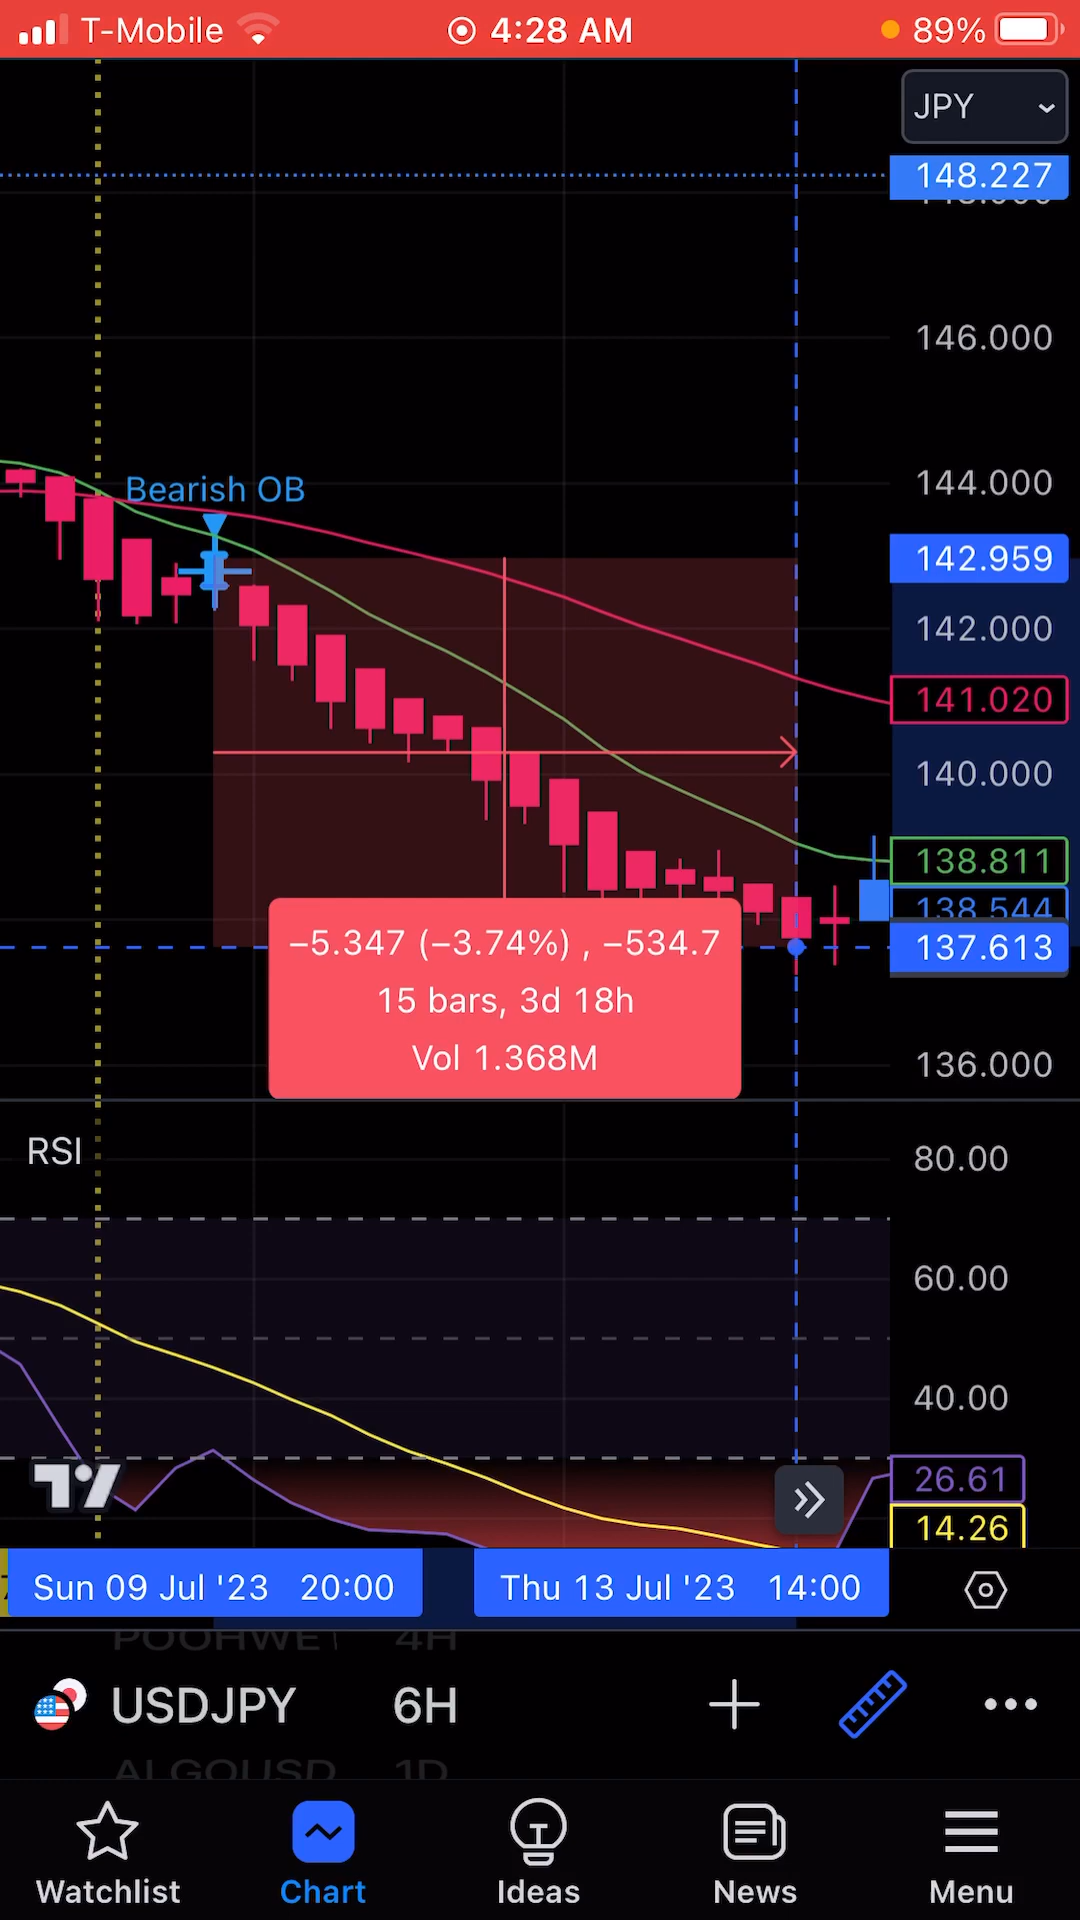 T-Mobile 4:28 AM 89%
JPY
148.227
146.000
Bearish OB
144.000
142.959
142.000
141.020
140.000
138.811
138.544
137.613
−5.347 (−3.74%) , −534.7
15 bars, 3d 18h
Vol 1.368M
136.000
RSI
80.00
60.00
40.00
26.61
14.26
Sun 09 Jul '23 20:00 Thu 13 Jul '23 14:00
4H
USDJPY 6H
ALGOUSD 1D
Watchlist Chart Ideas News Menu